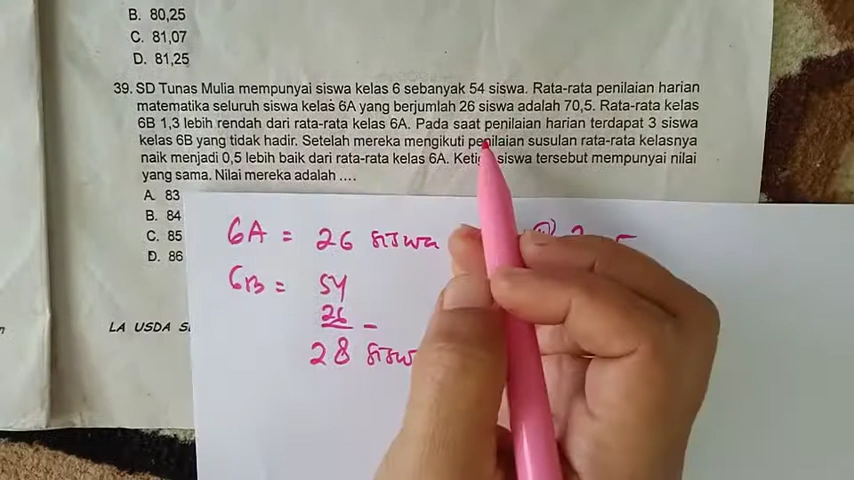 B. 80,25
C. 81,07
D. 81,25
39. SD Tunas Mulia mempunyai siswa kelas 6 sebanyak 54 siswa. Rata-rata penilaian harian
matematika seluruh siswa kelas 6A yang berjumlah 26 siswa adalah 70,5. Rata-rata kelas
6B 1,3 lebih rendah dari rata-rata kelas 6A. Pada saat penilaian harian terdapat 3 siswa
kelas 6B yang tidak hadir. Setelah mereka mengikuti penilaian susulan rata-rata kelasnya
naik menjadi 0,5 lebih baik dari rata-rata kelas 6A. siswa tersebut mempunyai nilai
yang sama. Nilai mereka adalah ....
A. 83
B. 84
C. 85
D. 86
6A = 26 siswa
6B = 54
26 -
28
LA USDA